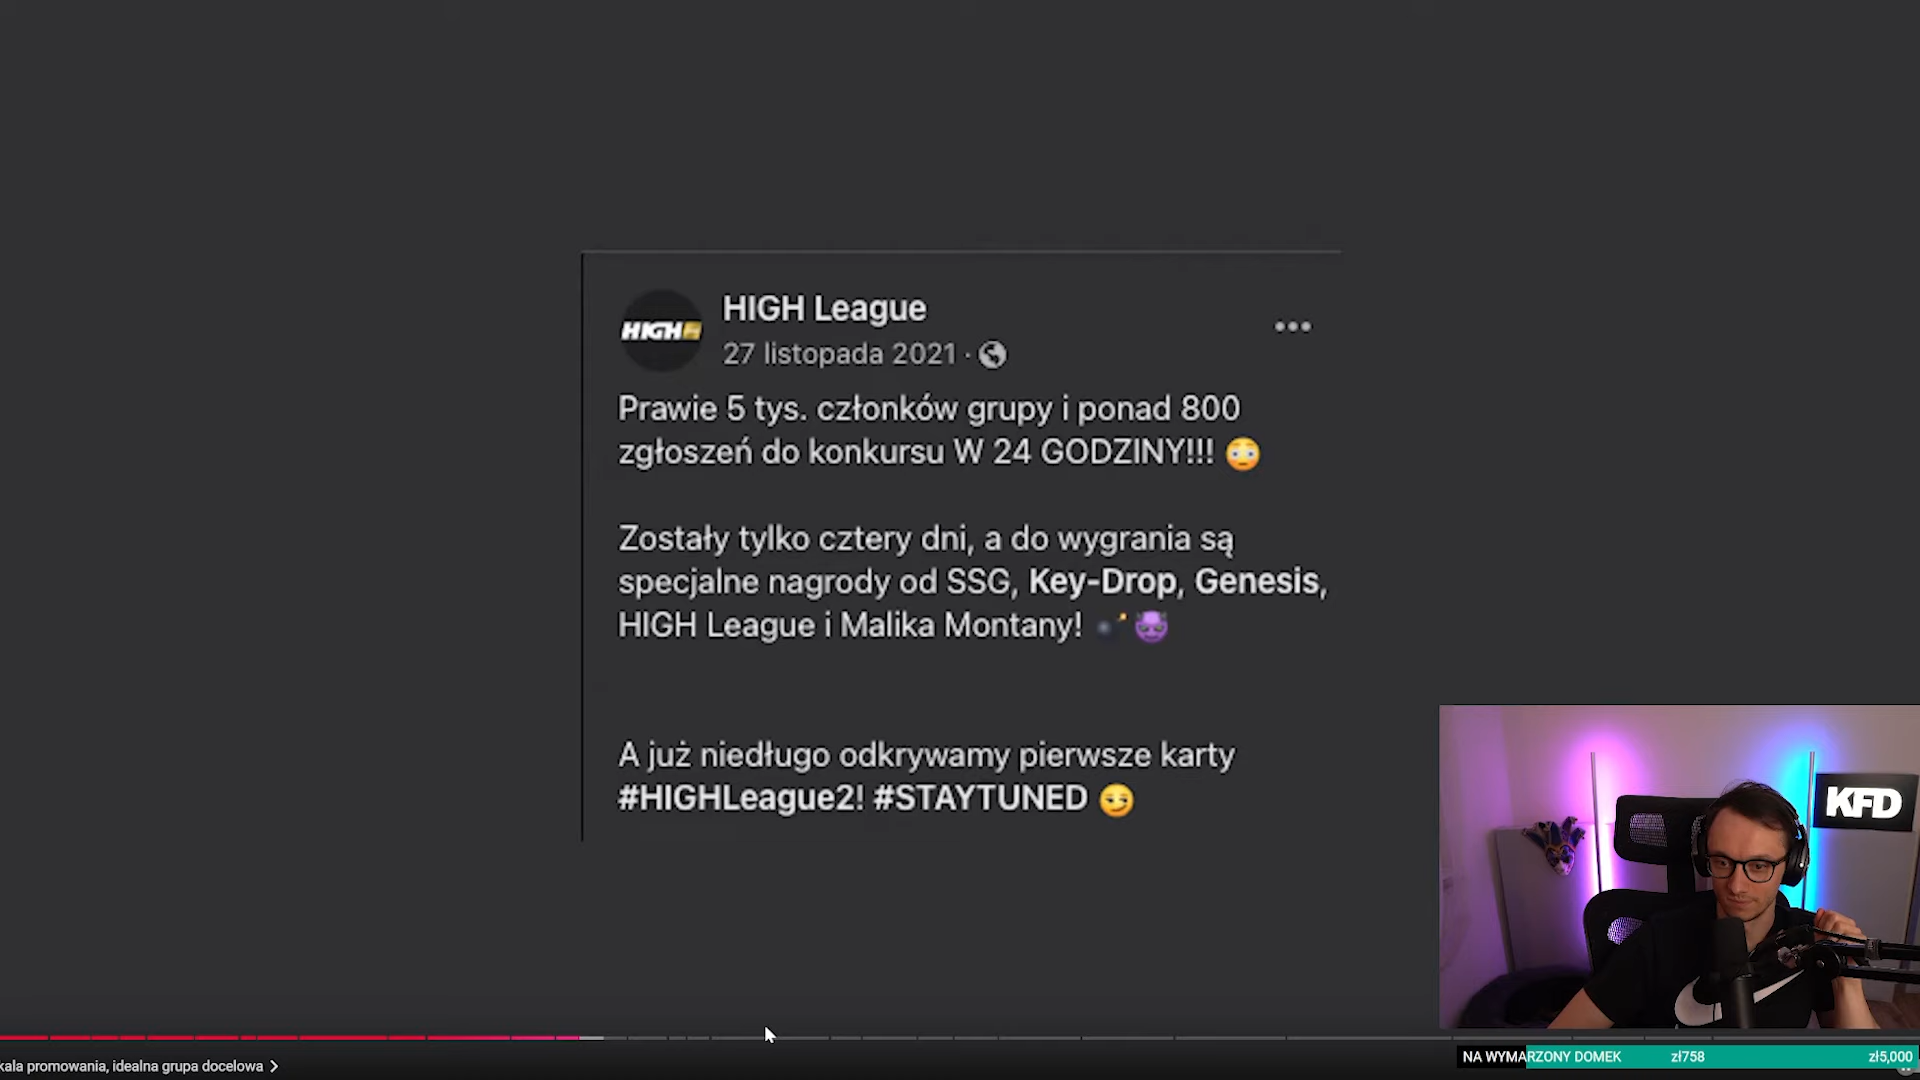 HIGH
HIGH League
27 listopada 2021 ·
Prawie 5 tys. członków grupy i ponad 800
zgłoszeń do konkursu W 24 GODZINY!!! 😳
Zostały tylko cztery dni, a do wygrania są
specjalne nagrody od SSG, Key-Drop, Genesis,
HIGH League i Malika Montany! 💣😈
A już niedługo odkrywamy pierwsze karty
#HIGHLeague2! #STAYTUNED 😏
KFD
kala promowania, idealna grupa docelowa
NA WYMARZONY DOMEK zł758 zł5,000